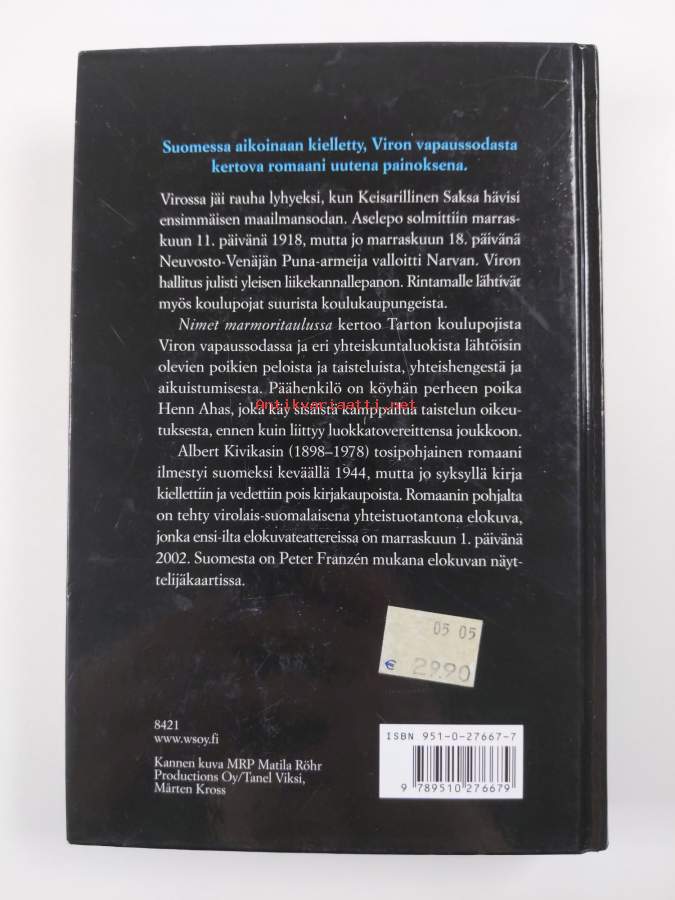 Suomessa aikoinaan kielletty, Viron vapaussodasta
kertova romaani uutena painoksena.
Virossa jäi rauha lyhyeksi, kun Keisarillinen Saksa hävisi
ensimmäisen maailmansodan. Aselepo solmittiin marras-
kuun 11. päivänä 1918, mutta jo marraskuun 18. päivänä
Neuvosto-Venäjän Puna-armeija valloitti Narvan. Viron
hallitus julisti yleisen liikekannallepanon. Rintamalle lähtivät
myös koulupojat suurista koulukaupungeista.
Nimet marmoritaulussa kertoo Tarton koulupojista
Viron vapaussodassa ja eri yhteiskuntaluokista lähtöisin
olevien poikien peloista ja taisteluista, yhteishengestä ja
aikuistumisesta. Päähenkilö on köyhän perheen poika
Henn Ahas, joka käy sisäistä kamppailua taistelun oikeu-
tuksesta, ennen kuin liittyy luokkatovereittensa joukkoon.
Antikvariaatti.net
Albert Kivikasin (1898–1978) tosipohjainen romaani
ilmestyi suomeksi keväällä 1944, mutta jo syksyllä kirja
kiellettiin ja vedettiin pois kirjakaupoista. Romaanin pohjalta
on tehty virolais-suomalaisena yhteistuotantona elokuva,
jonka ensi-ilta elokuvateattereissa on marraskuun 1. päivänä
2002. Suomesta on Peter Franzén mukana elokuvan näyt-
telijäkaartissa.
05 05
€ 29.90
8421
www.wsoy.fi
Kannen kuva MRP Matila Röhr
Productions Oy/Tanel Viksi,
Mårten Kross
ISBN 951-0-27667-7
9 789510 276679